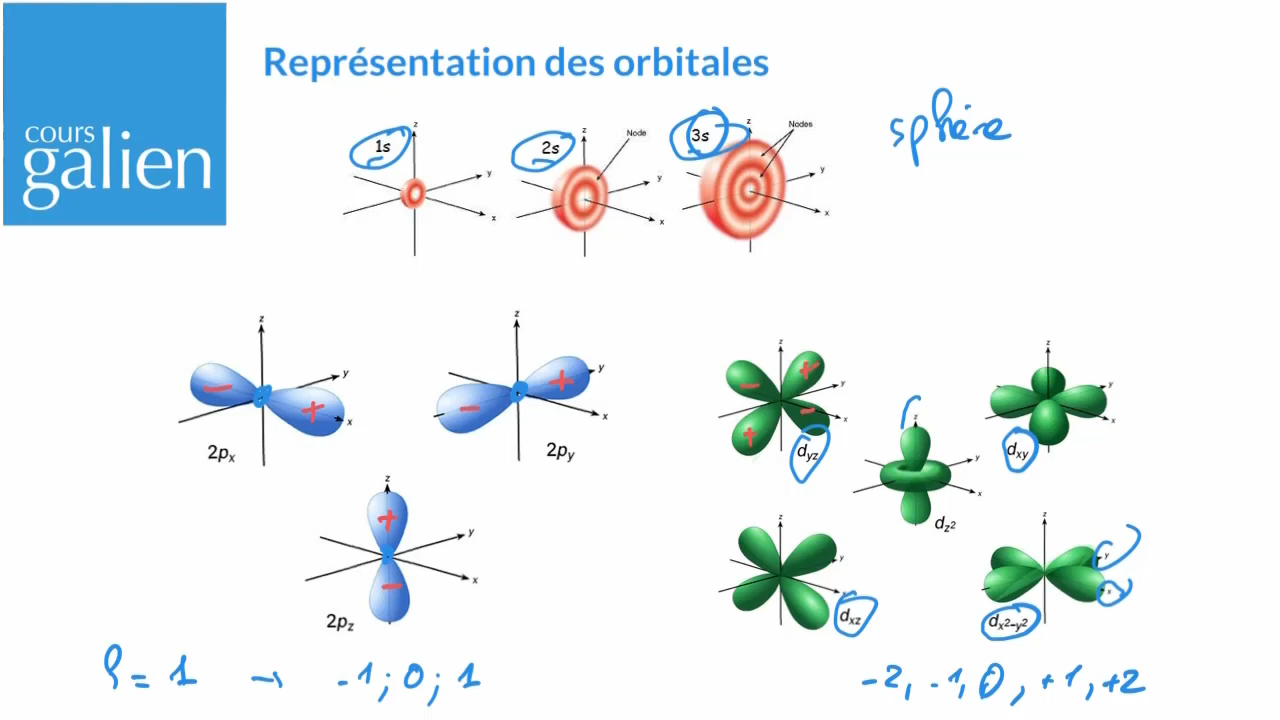 cours
galien
Représentation des orbitales
sphère
1s
z
y
x
2s
Node
z
y
x
3s
Nodes
z
y
x
z
y
x
2px
- +
z
y
x
2py
- +
z
y
x
2pz
+
-
z
y
x
dyz
- +
+ -
z
y
x
dxy
z
y
x
dz2
z
y
x
dxz
z
y
x
dx2-y2
l = 1 → -1; 0; 1
-2, -1, 0, +1, +2